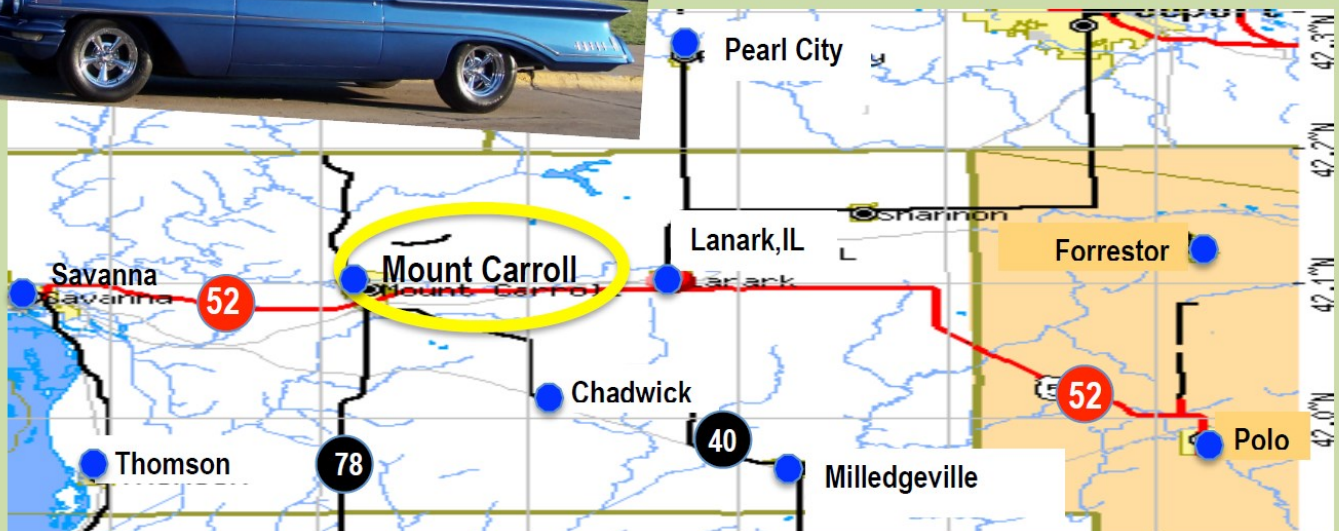 Pearl City
42.3°N
42.2°N
Shannon
Lanark,IL
L
Forrestor
Lanark
Mount Carroll
Mount Carroll
Savanna
Savanna
52
42.1°N
52
Chadwick
42.0°N
40
Polo
Thomson
78
Milledgeville